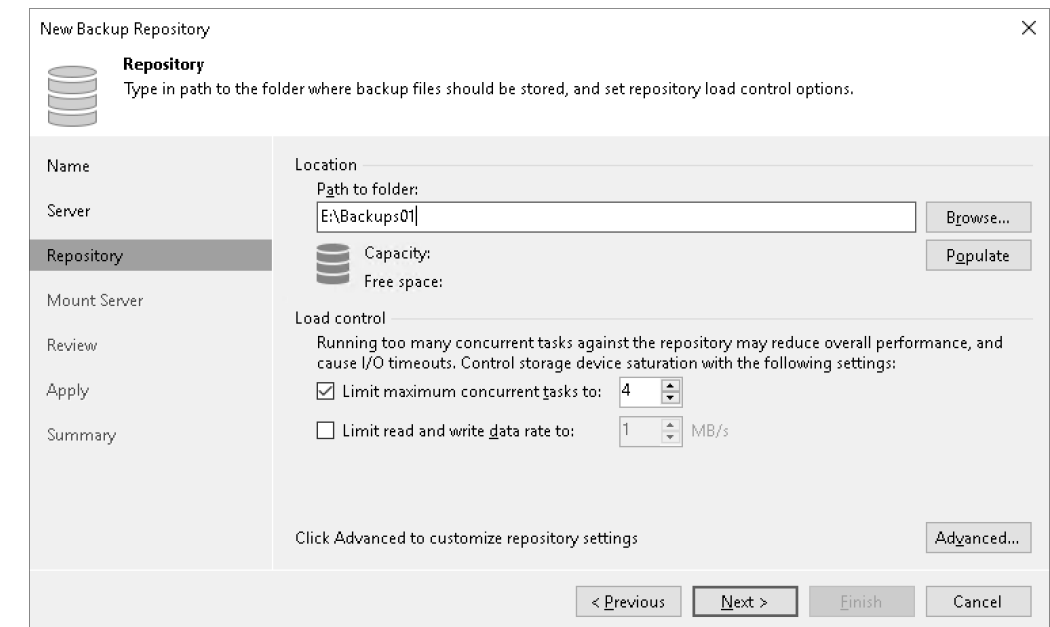 New Backup Repository
Repository
Type in path to the folder where backup files should be stored, and set repository load control options.
Name
Server
Repository
Mount Server
Review
Apply
Summary
Location
Path to folder:
E:\Backups01
Browse...
Capacity:
Populate
Free space:
Load control
Running too many concurrent tasks against the repository may reduce overall performance, and
cause I/O timeouts. Control storage device saturation with the following settings:
Limit maximum concurrent tasks to: 4
Limit read and write data rate to: 1 MB/s
Click Advanced to customize repository settings
Advanced...
< Previous
Next >
Finish
Cancel